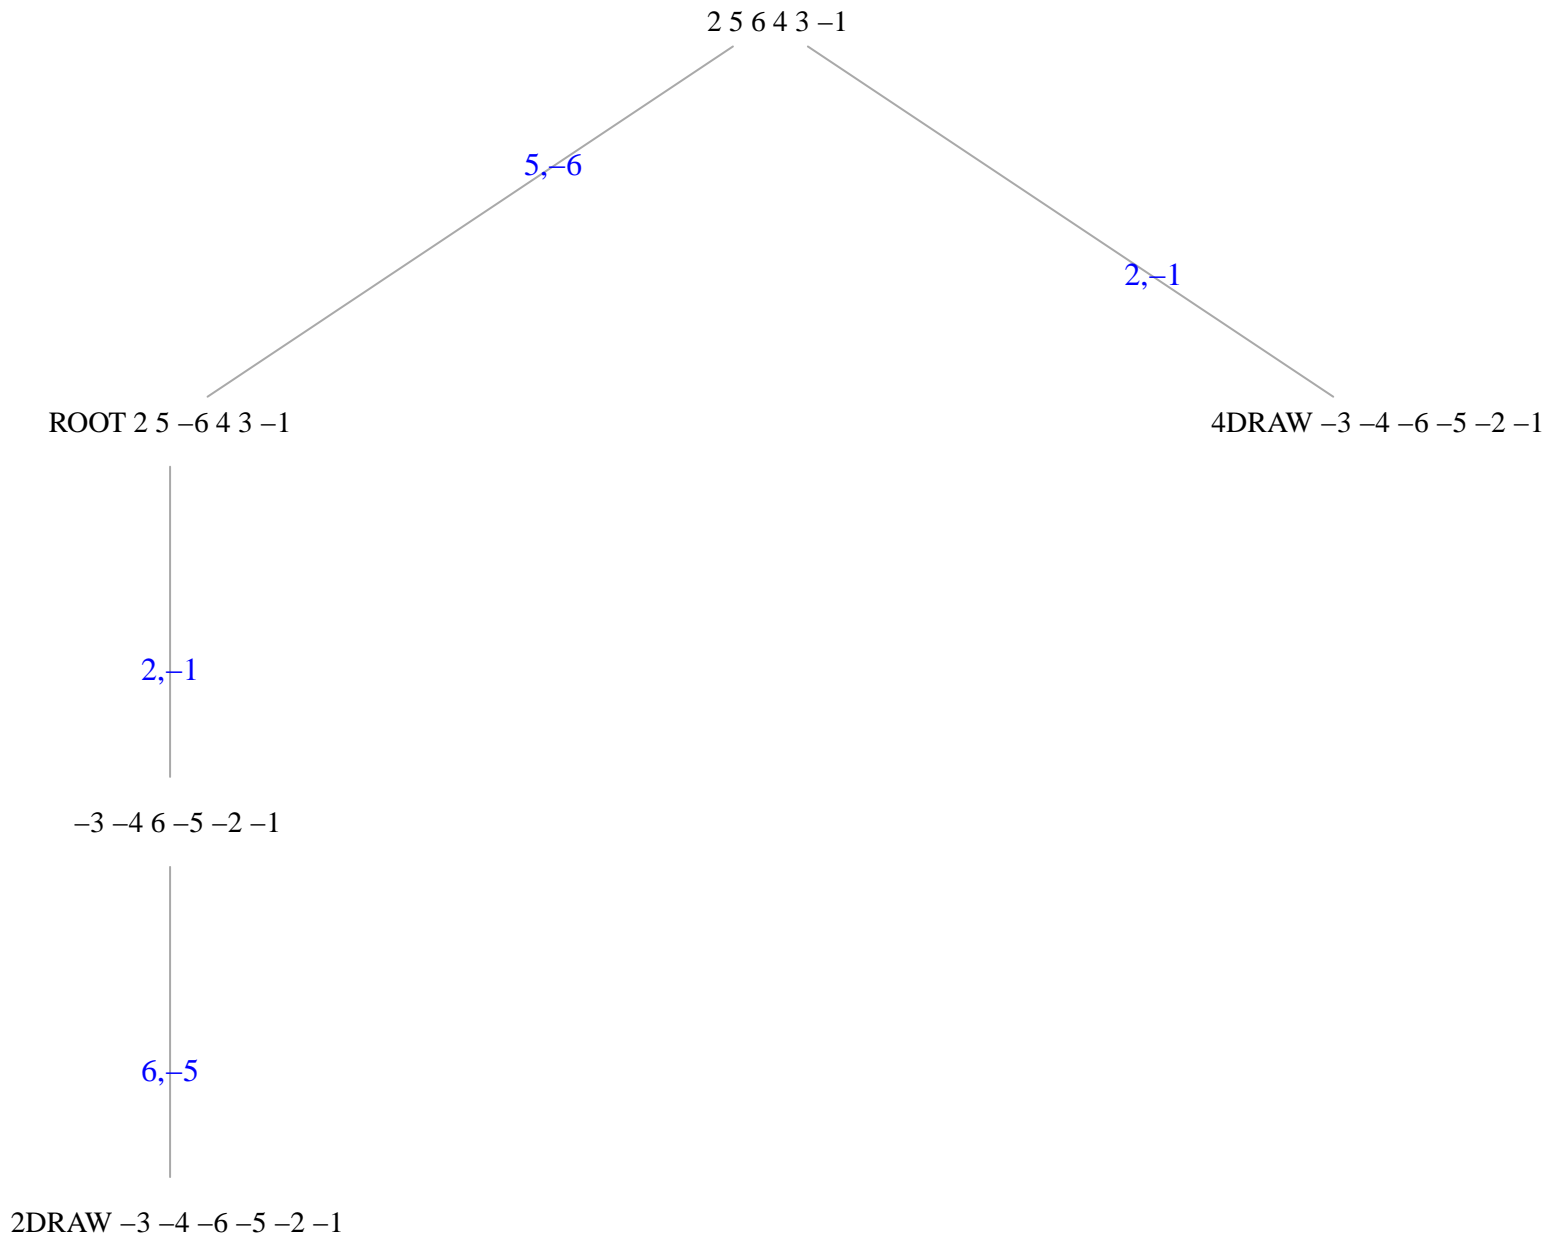 2 5 6 4 3 –1
5,–6
2,–1
ROOT 2 5 –6 4 3 –1
4DRAW –3 –4 –6 –5 –2 –1
2,–1
–3 –4 6 –5 –2 –1
6,–5
2DRAW –3 –4 –6 –5 –2 –1